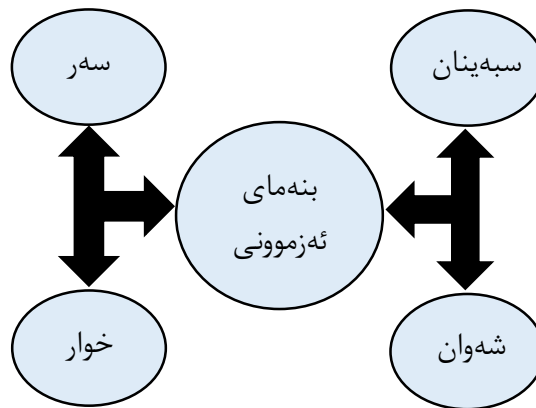 سبەینان
سەر
بنەمای
ئەزموونی
شەوان
خوار